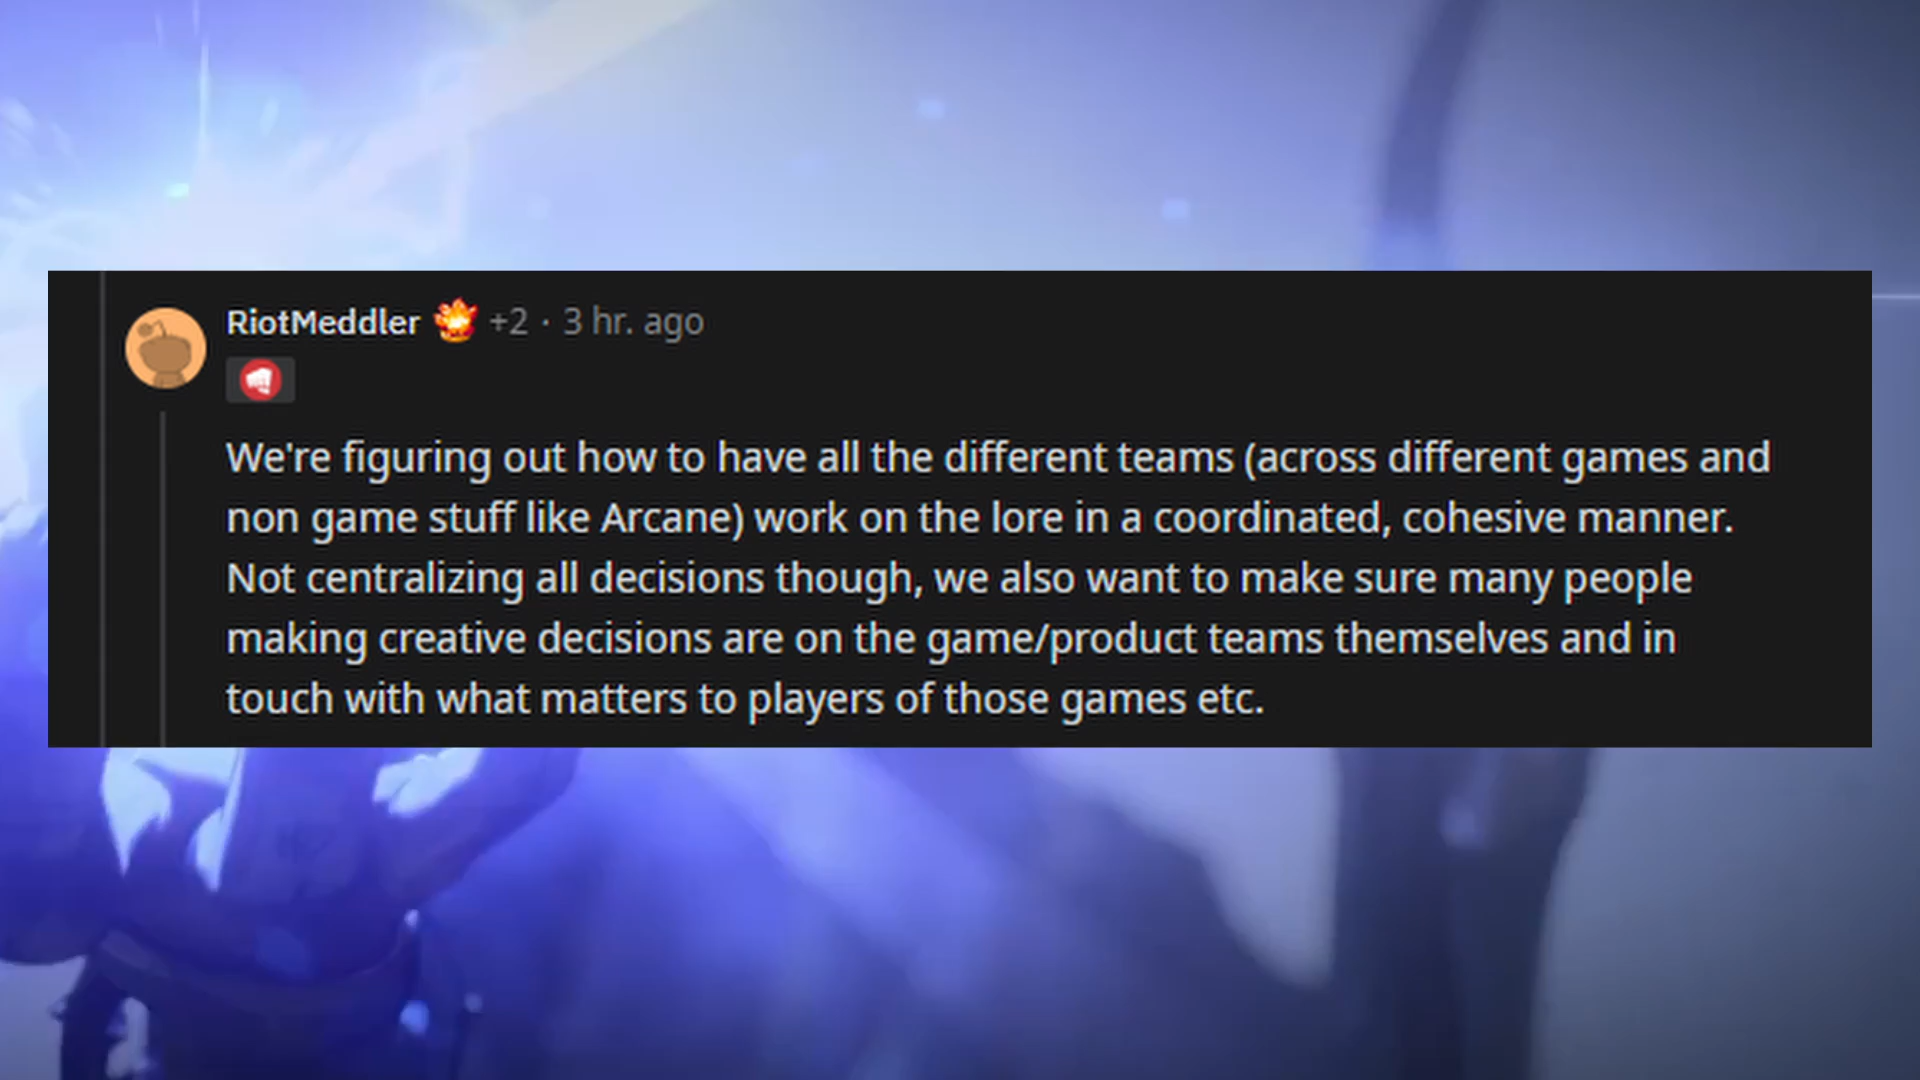 RiotMeddler +2 · 3 hr. ago
We're figuring out how to have all the different teams (across different games and
non game stuff like Arcane) work on the lore in a coordinated, cohesive manner.
Not centralizing all decisions though, we also want to make sure many people
making creative decisions are on the game/product teams themselves and in
touch with what matters to players of those games etc.